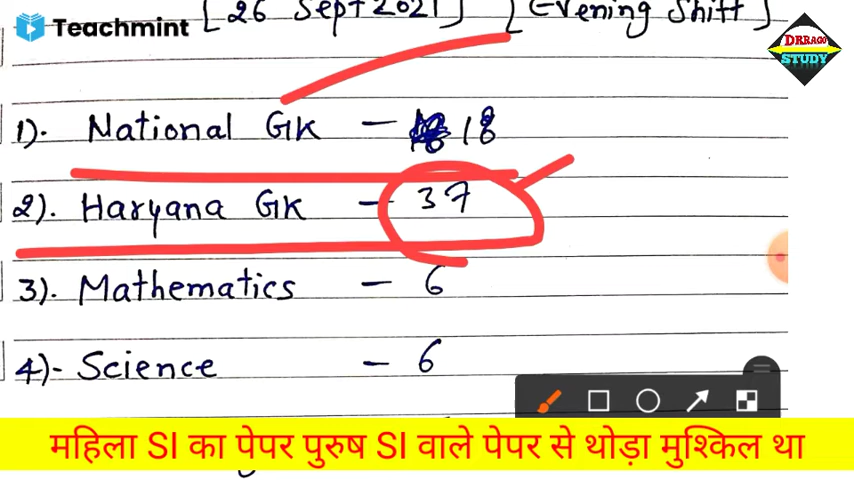 [26 Sept 2021] [Evening Shift]
Teachmint
DRRAGO
STUDY
1). National GK - 18
2). Haryana GK - 37
3). Mathematics - 6
4)- Science - 6
महिला SI का पेपर पुरुष SI वाले पेपर से थोड़ा मुश्किल था